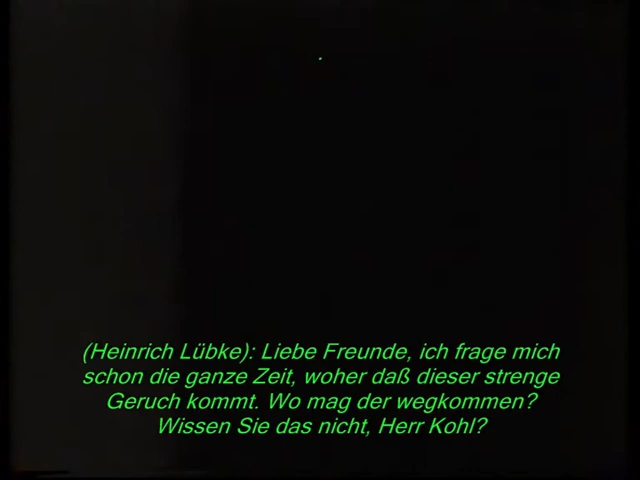 (Heinrich Lübke): Liebe Freunde, ich frage mich
schon die ganze Zeit, woher daß dieser strenge
Geruch kommt. Wo mag der wegkommen?
Wissen Sie das nicht, Herr Kohl?